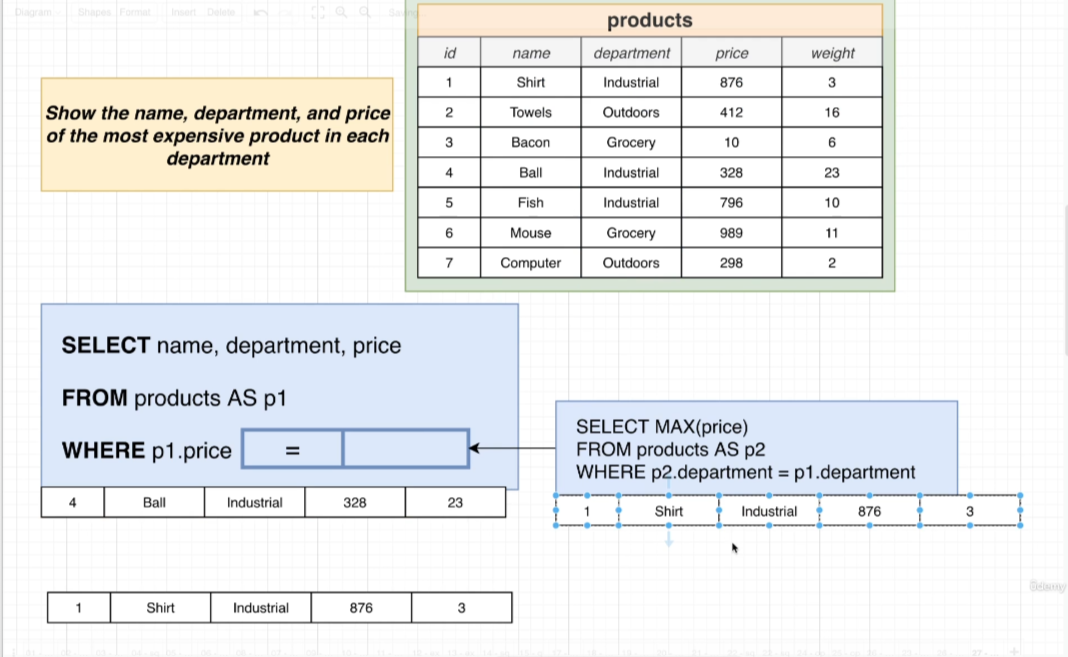 Diagram Shapes Format Insert Delete
products
id name department price weight
1 Shirt Industrial 876 3
2 Towels Outdoors 412 16
3 Bacon Grocery 10 6
4 Ball Industrial 328 23
5 Fish Industrial 796 10
6 Mouse Grocery 989 11
7 Computer Outdoors 298 2
Show the name, department, and price
of the most expensive product in each
department
SELECT name, department, price
FROM products AS p1
WHERE p1.price =
SELECT MAX(price)
FROM products AS p2
WHERE p2.department = p1.department
4 Ball Industrial 328 23
1 Shirt Industrial 876 3
1 Shirt Industrial 876 3
Udemy